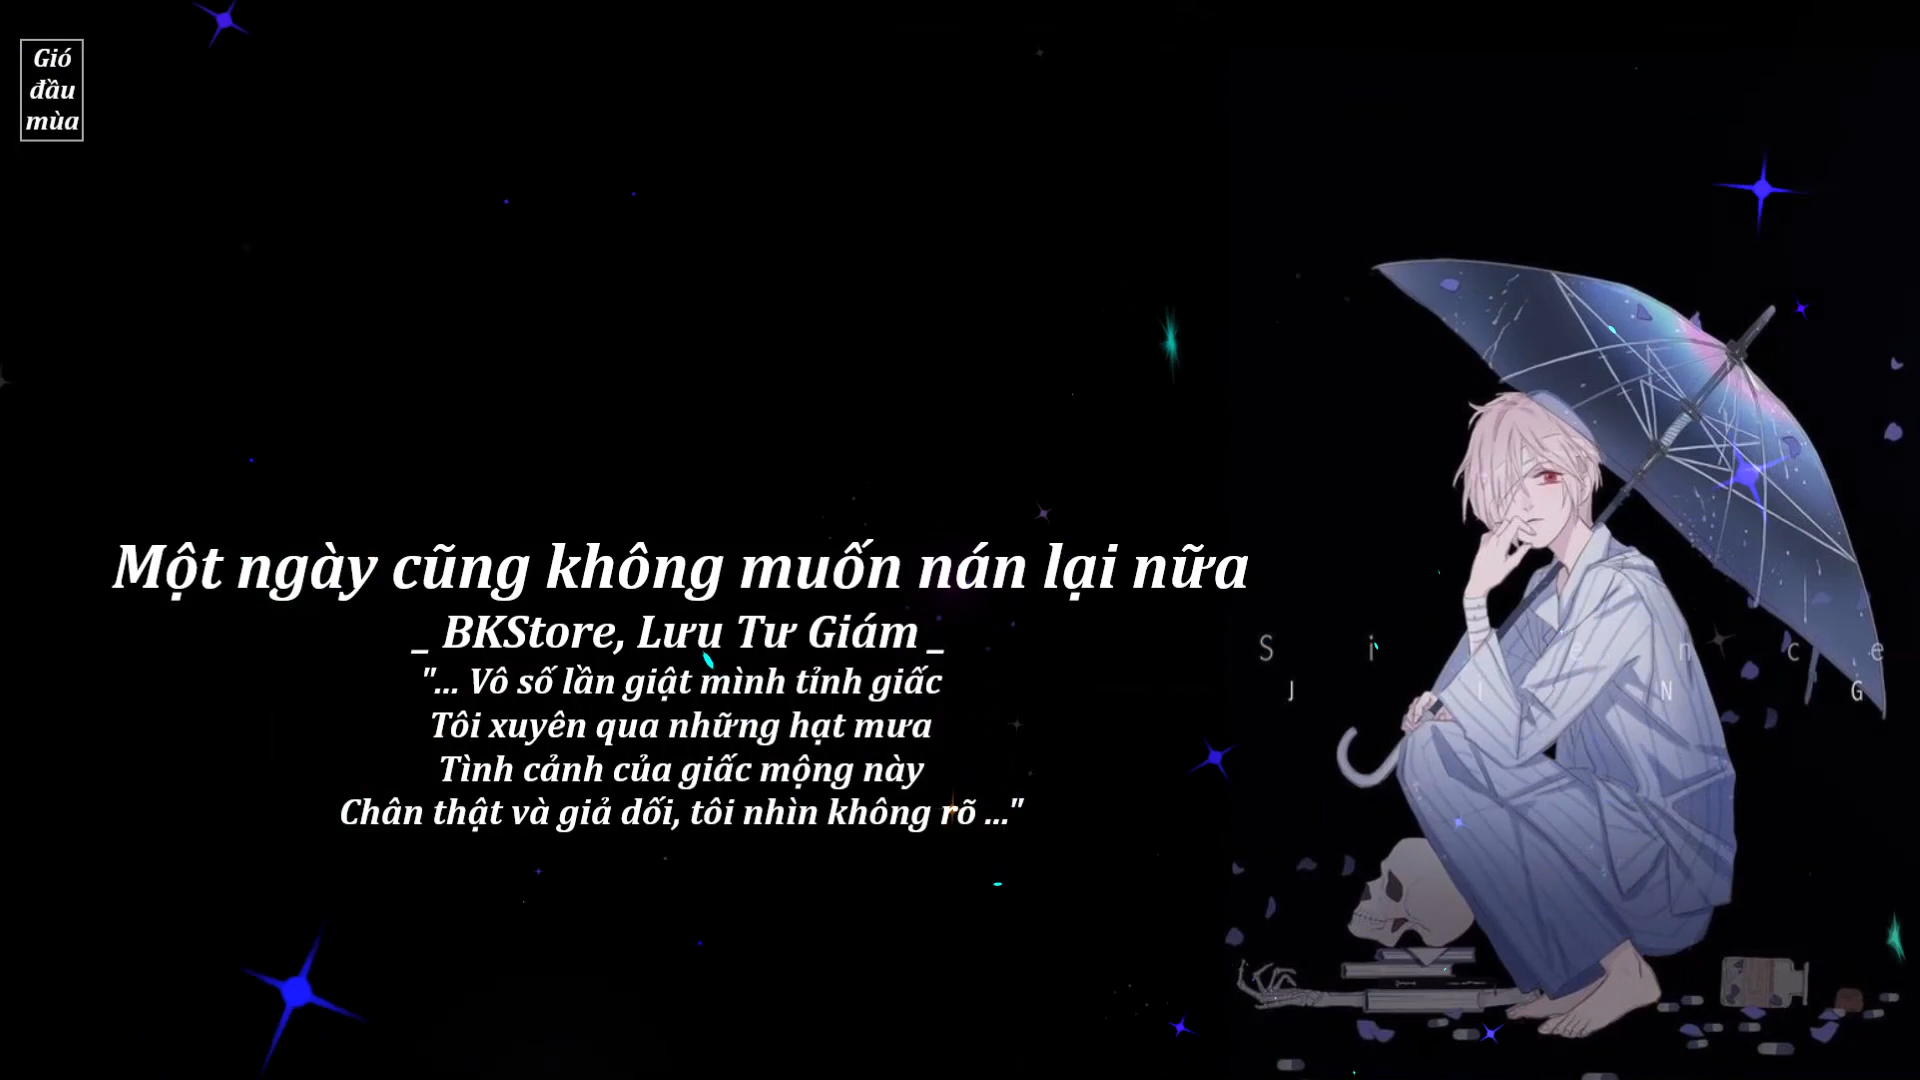 Gió
đầu
mùa
Một ngày cũng không muốn nán lại nữa
_ BKStore, Lưu Tư Giám _
"... Vô số lần giật mình tỉnh giấc
Tôi xuyên qua những hạt mưa
Tình cảnh của giấc mộng này
Chân thật và giả dối, tôi nhìn không rõ ..."
S i e n c e
J I N G